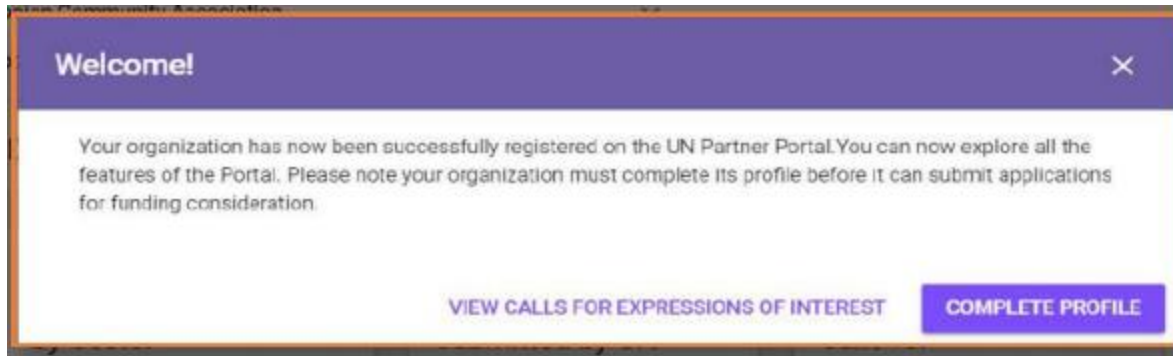 Community Association
Welcome!
Your organization has now been successfully registered on the UN Partner Portal.You can now explore all the
features of the Portal. Please note your organization must complete its profile before it can submit applications
for funding consideration.
VIEW CALLS FOR EXPRESSIONS OF INTEREST
COMPLETE PROFILE